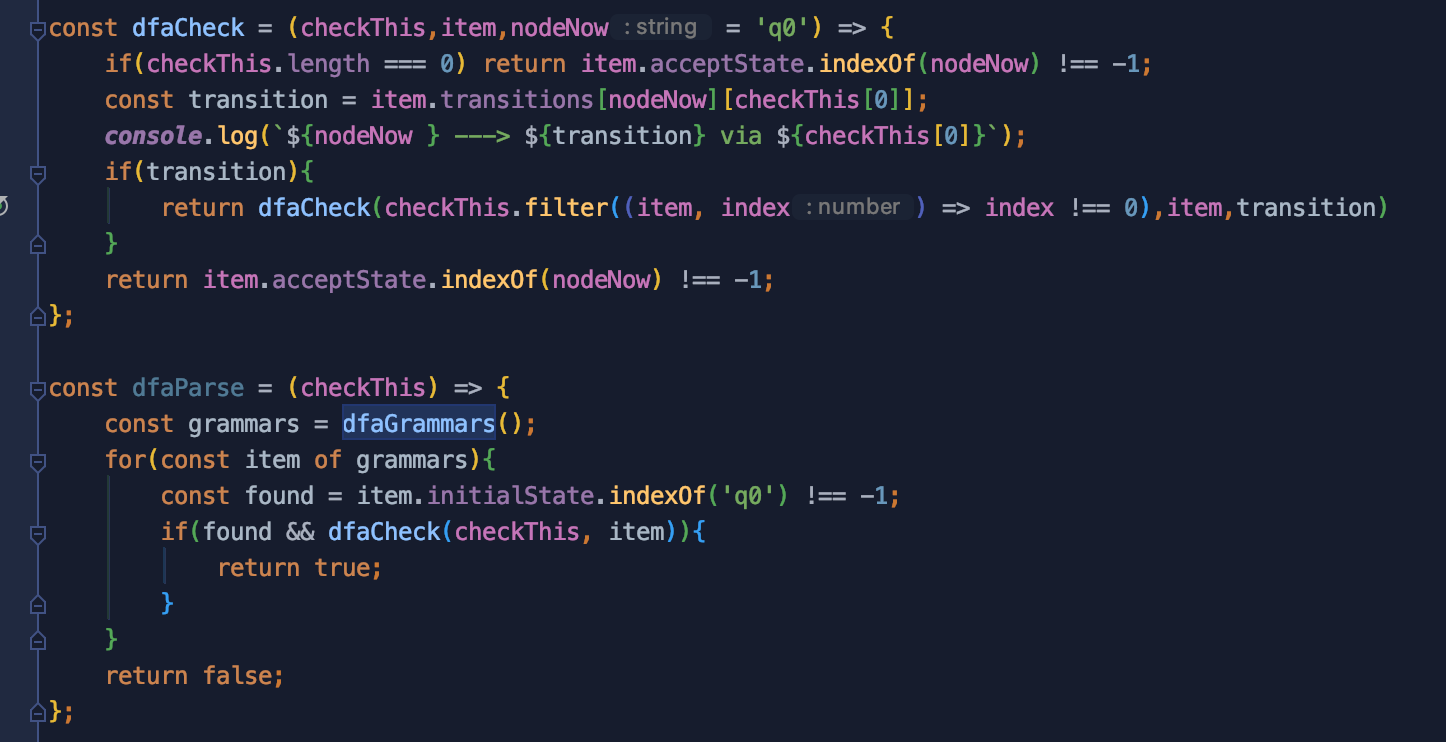 const dfaCheck = (checkThis,item,nodeNow : string = 'q0') => {
if(checkThis.length === 0) return item.acceptState.indexOf(nodeNow) !== -1;
const transition = item.transitions[nodeNow][checkThis[0]];
console.log(`${nodeNow } ---> ${transition} via ${checkThis[0]}`);
if(transition){
return dfaCheck(checkThis.filter((item, index : number ) => index !== 0),item,transition)
}
return item.acceptState.indexOf(nodeNow) !== -1;
};
const dfaParse = (checkThis) => {
const grammars = dfaGrammars();
for(const item of grammars){
const found = item.initialState.indexOf('q0') !== -1;
if(found && dfaCheck(checkThis, item)){
return true;
}
}
return false;
};